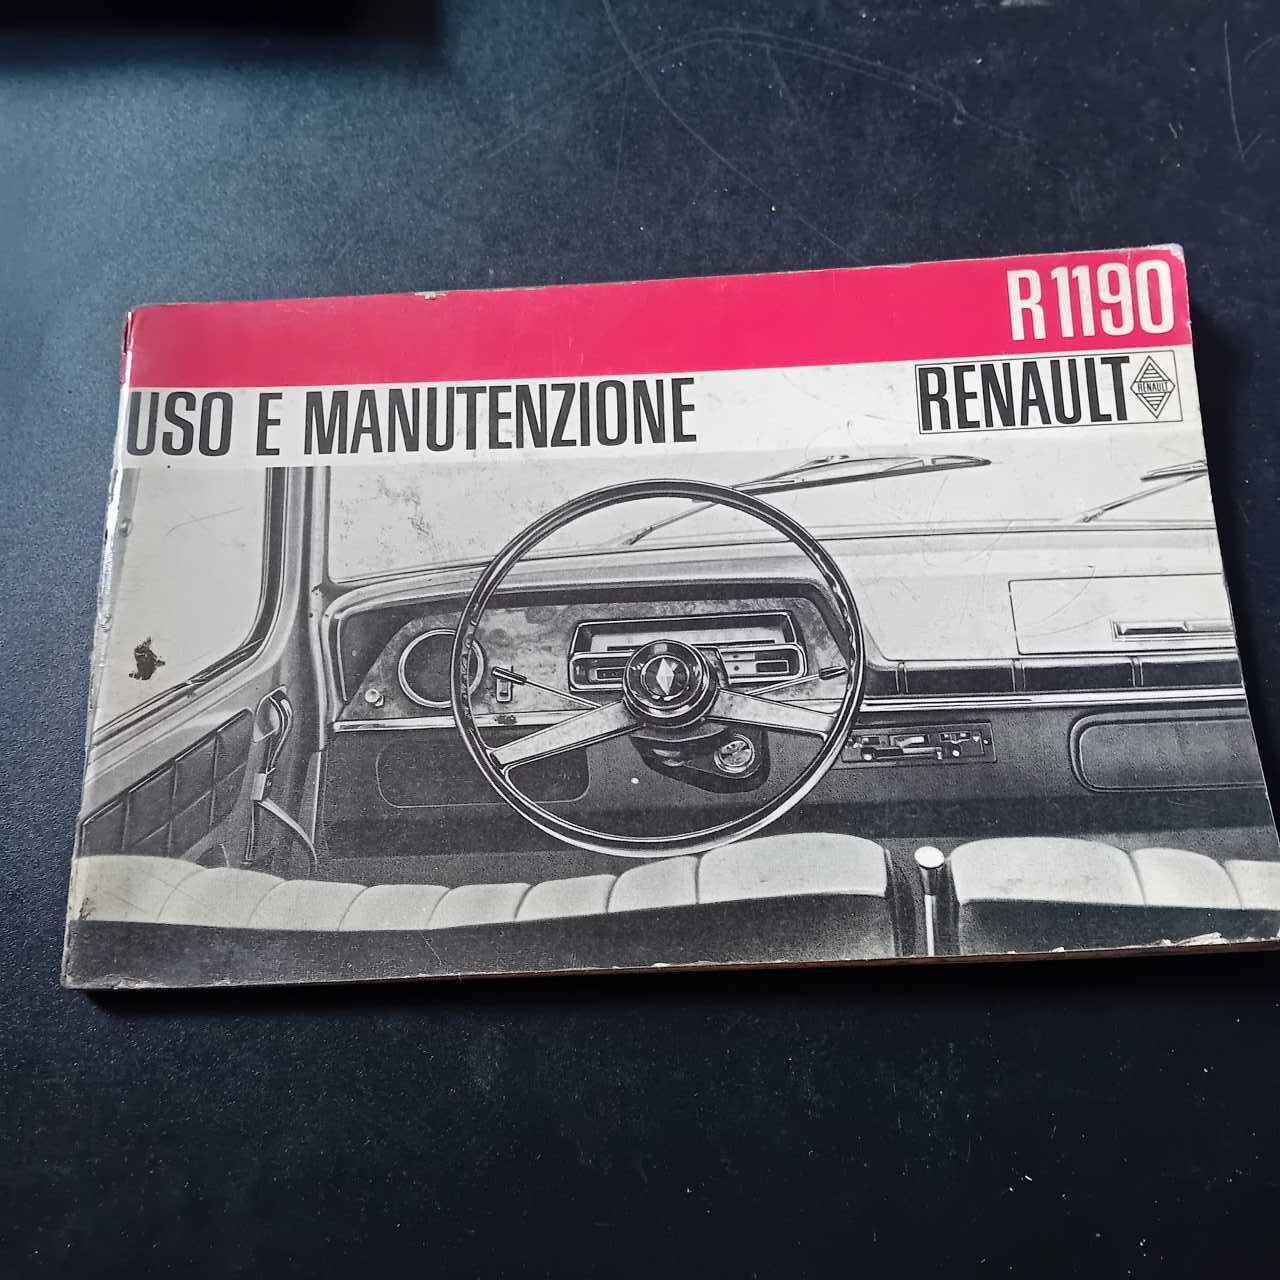 R1190
USO E MANUTENZIONE
RENAULT
RENAULT